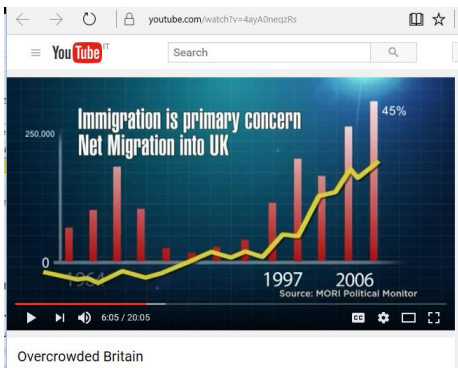 youtube.com/watch?v=4ayA0neqzRs
YouTube IT
Search
Immigration is primary concern
Net Migration into UK
45%
250,000
0
1964
1997 2006
Source: MORI Political Monitor
6:05 / 20:05
CC
Overcrowded Britain